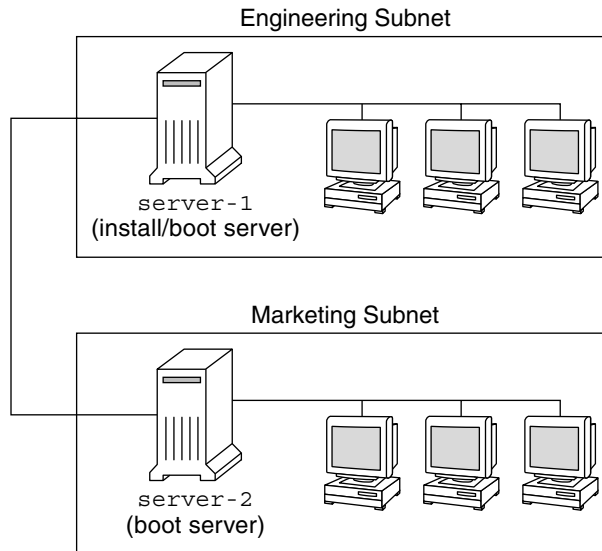 Engineering Subnet
server-1
(install/boot server)
Marketing Subnet
server-2
(boot server)